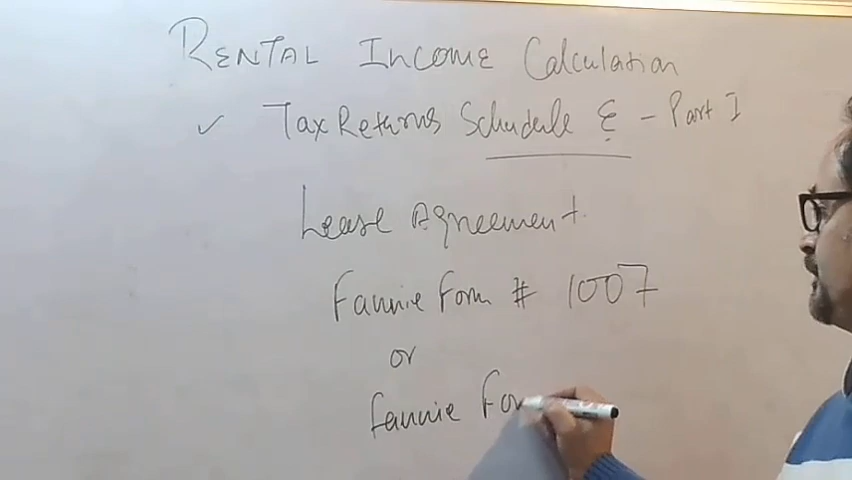 RENTAL INCOME Calculation
✓ Tax Returns Schedule E - Part I
Lease Agreement.
Fannie Form # 1007
or
Fannie For